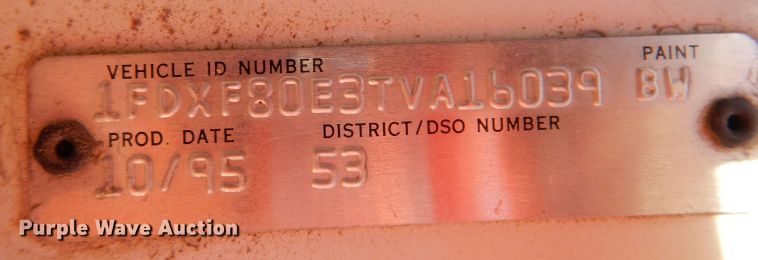 VEHICLE ID NUMBER PAINT
1FDXF80E3TVA16039 BW
PROD. DATE DISTRICT/DSO NUMBER
10/95 53
Purple Wave Auction